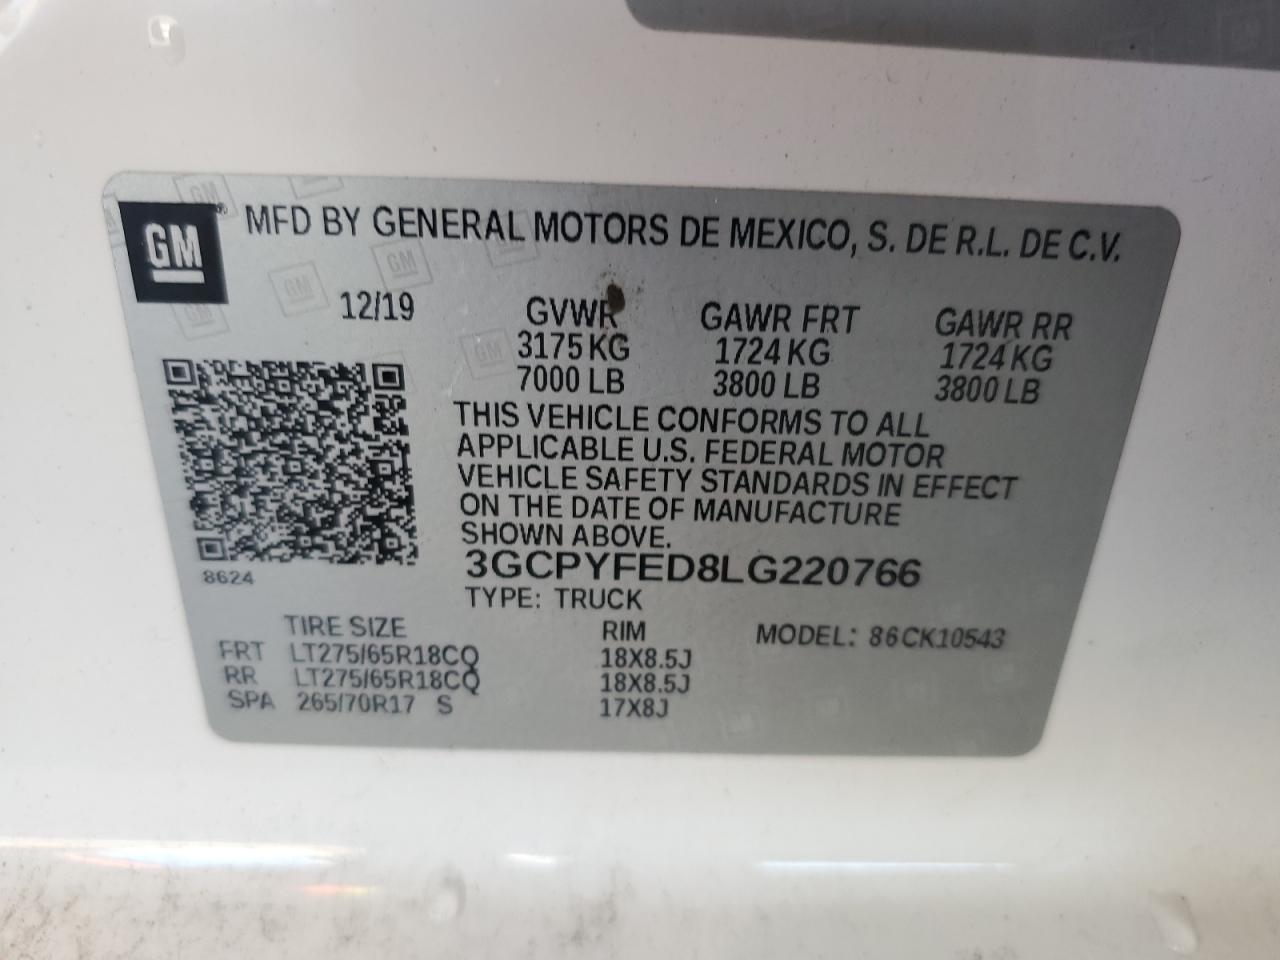 GM
MFD BY GENERAL MOTORS DE MEXICO, S. DE R.L. DE C.V.
12/19 GVWR GAWR FRT GAWR RR
3175 KG 1724 KG 1724 KG
7000 LB 3800 LB 3800 LB
THIS VEHICLE CONFORMS TO ALL
APPLICABLE U.S. FEDERAL MOTOR
VEHICLE SAFETY STANDARDS IN EFFECT
ON THE DATE OF MANUFACTURE
SHOWN ABOVE.
8624
3GCPYFED8LG220766
TYPE: TRUCK
TIRE SIZE RIM MODEL: 86CK10543
FRT LT275/65R18CQ 18X8.5J
RR LT275/65R18CQ 18X8.5J
SPA 265/70R17 S 17X8J